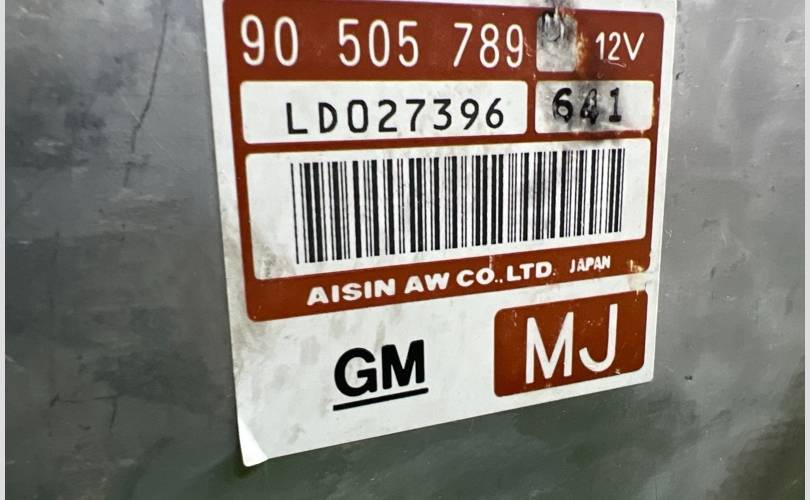 90 505 789 12V
LD027396 641
AISIN AW CO.,LTD. JAPAN
GM MJ